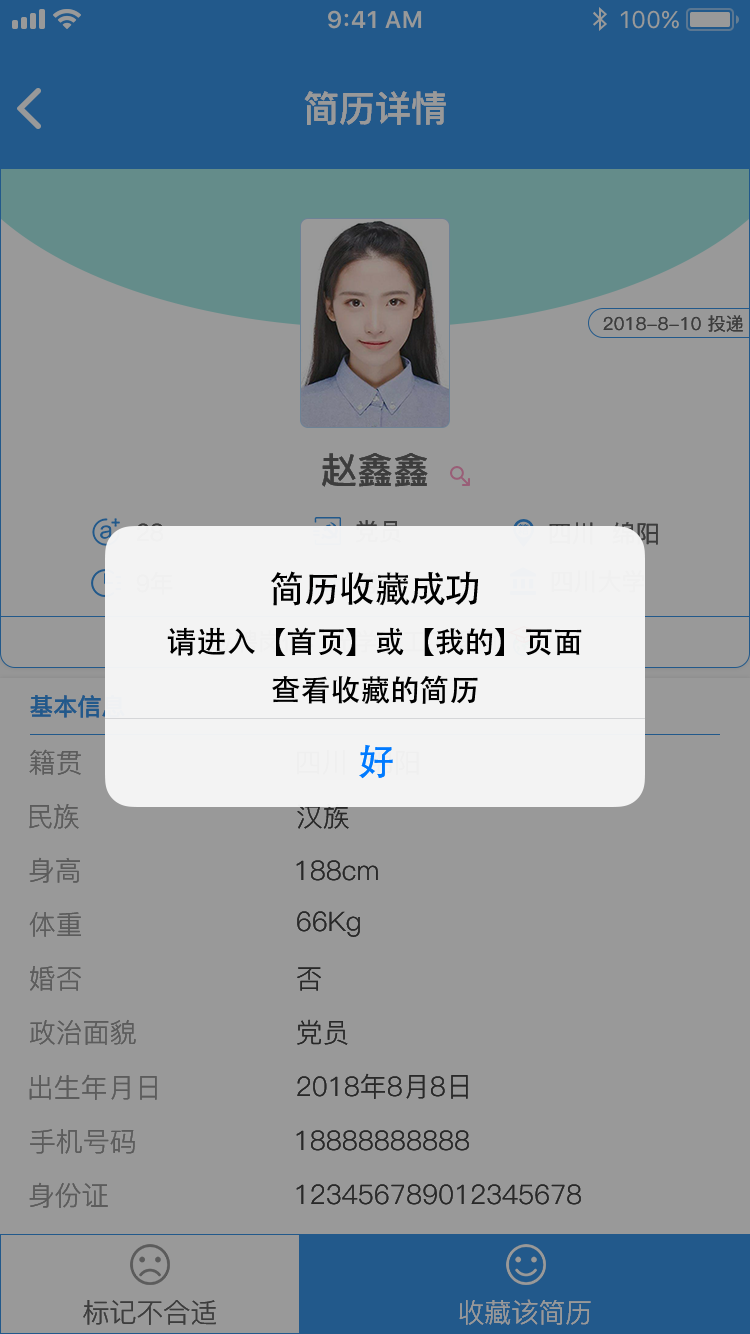 9:41 AM
100%
简历详情
2018-8-10 投递
赵鑫鑫
28
党员
四川 绵阳
9年
四川大学
简历收藏成功
请进入【首页】或【我的】页面
查看收藏的简历
好
基本信息
籍贯
四川 绵阳
民族
汉族
身高
188cm
体重
66Kg
婚否
否
政治面貌
党员
出生年月日
2018年8月8日
手机号码
18888888888
身份证
123456789012345678
标记不合适
收藏该简历